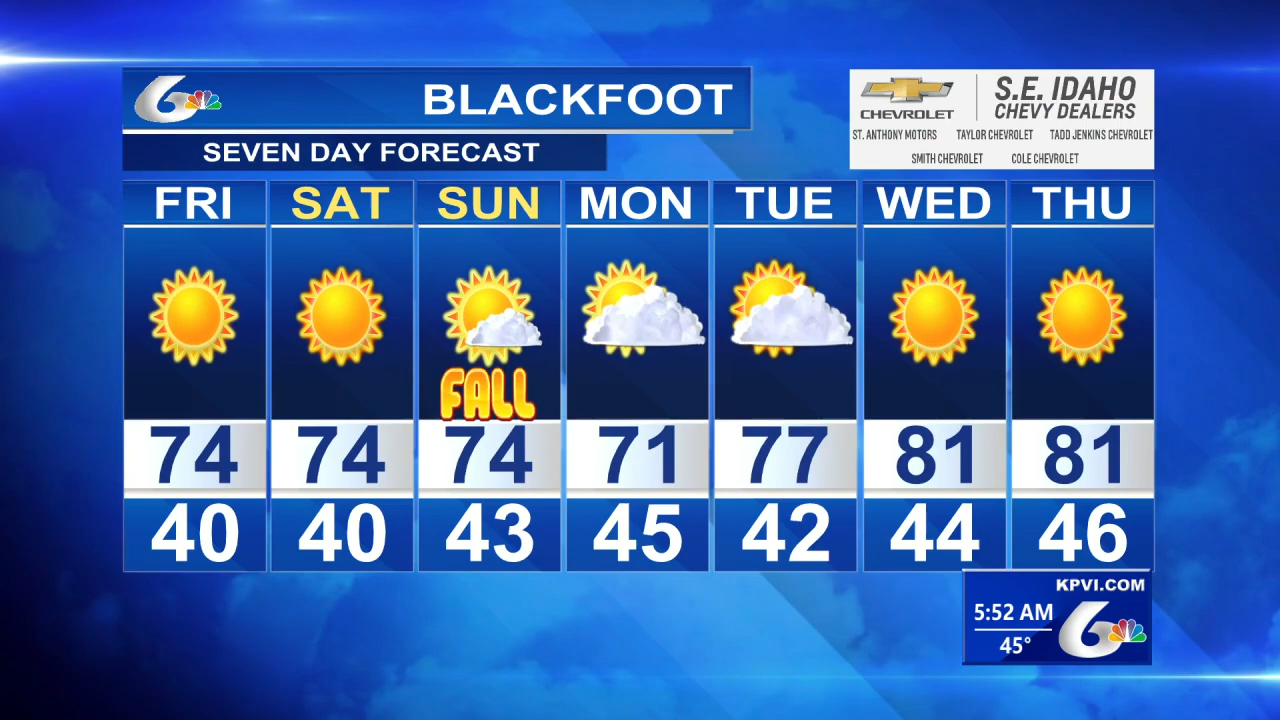 6
BLACKFOOT
SEVEN DAY FORECAST
CHEVROLET
S.E. IDAHO
CHEVY DEALERS
ST. ANTHONY MOTORS TAYLOR CHEVROLET TADD JENKINS CHEVROLET
SMITH CHEVROLET COLE CHEVROLET
FRI SAT SUN MON TUE WED THU
FALL
74 74 74 71 77 81 81
40 40 43 45 42 44 46
KPVI.COM
5:52 AM
45°
6